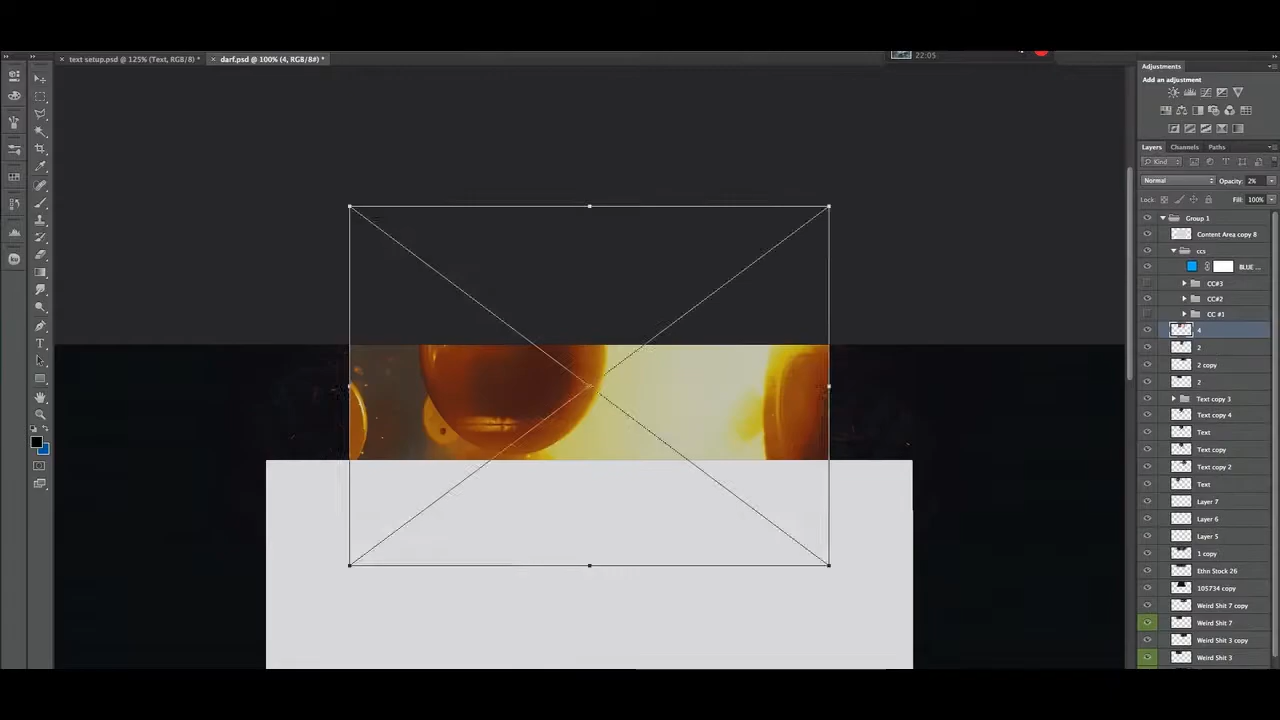 text setup.psd @ 125% (Text, RGB/8) *
darf.psd @ 100% (4, RGB/8#) *
22:05
Adjustments
Add an adjustment
Layers Channels Paths
Kind
Normal Opacity: 2%
Lock: Fill: 100%
Group 1
Content Area copy 8
ccs
BLUE ...
CC#3
CC#2
CC #1
4
2
2 copy
2
Text copy 3
Text copy 4
Text
Text copy
Text copy 2
Text
Layer 7
Layer 6
Layer 5
1 copy
Ethn Stock 26
105734 copy
Weird Shit 7 copy
Weird Shit 7
Weird Shit 3 copy
Weird Shit 3